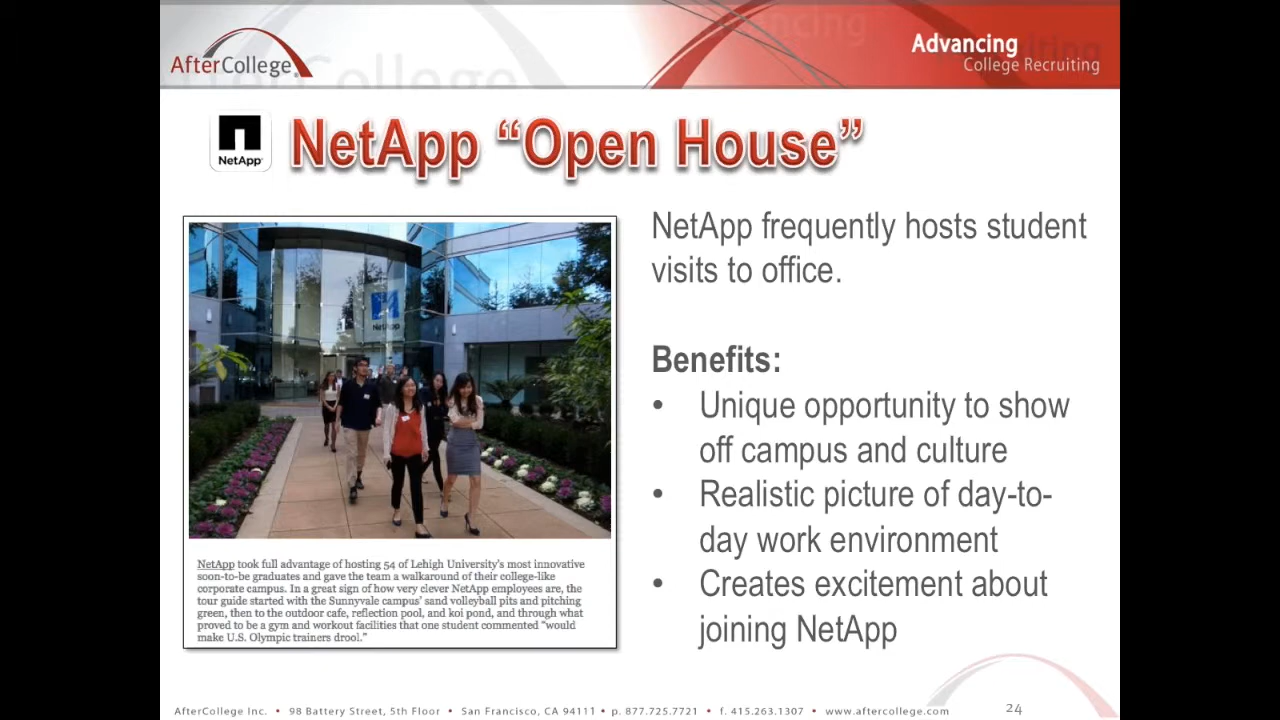 AfterCollege
Advancing
College Recruiting
NetApp
NetApp “Open House”
NetApp
NetApp frequently hosts student
visits to office.
Benefits:
• Unique opportunity to show
off campus and culture
• Realistic picture of day-to-
day work environment
• Creates excitement about
joining NetApp
NetApp took full advantage of hosting 54 of Lehigh University's most innovative
soon-to-be graduates and gave the team a walkaround of their college-like
corporate campus. In a great sign of how very clever NetApp employees are, the
tour guide started with the Sunnyvale campus' sand volleyball pits and pitching
green, then to the outdoor cafe, reflection pool, and koi pond, and through what
proved to be a gym and workout facilities that one student commented "would
make U.S. Olympic trainers drool."
AfterCollege Inc. • 98 Battery Street, 5th Floor • San Francisco, CA 94111 • p. 877.725.7721 • f. 415.263.1307 • www.aftercollege.com
24